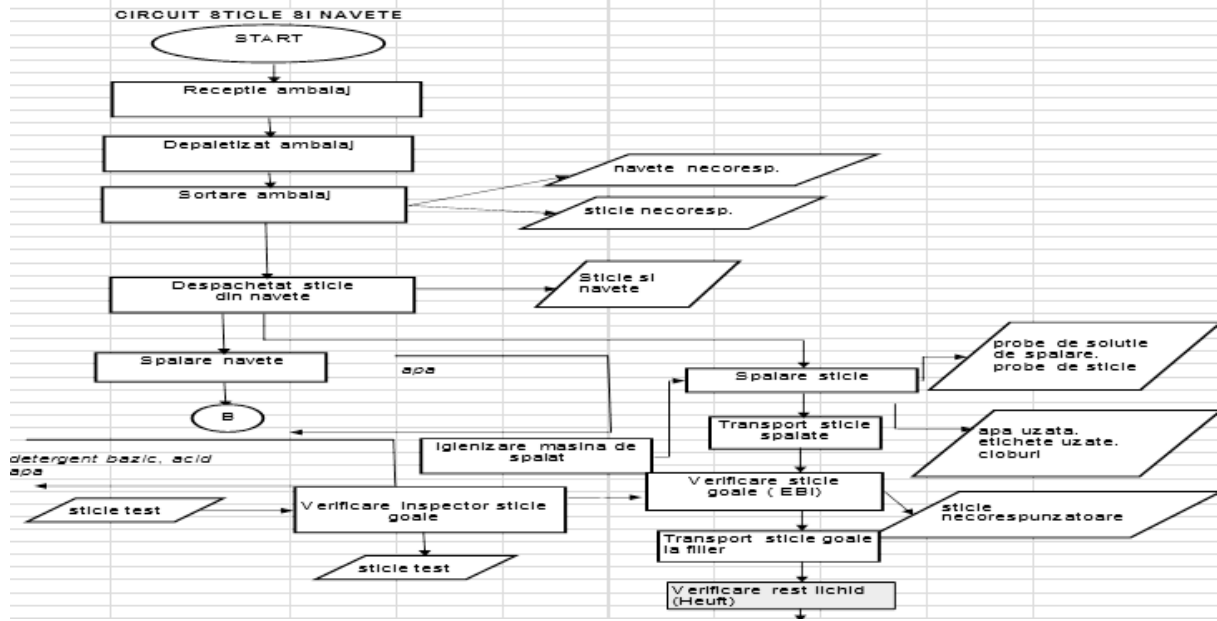 CIRCUIT STICLE SI NAVETE
START
Receptie ambalaj
Depaletizat ambalaj
Sortare ambalaj
navete necoresp.
sticle necoresp.
Despachetat sticle
din navete
Sticle si
navete
Spalare navete
apa
B
Spalare sticle
probe de solutie
de spalare.
probe de sticle
Transport sticle
spalate
apa uzata.
etichete uzate.
cioburi
Igienizare masina de
spalat
detergent bazic, acid
apa
Verificare sticle
goale ( EBI)
sticle test
Verificare inspector sticle
goale
sticle
necorespunzatoare
sticle test
Transport sticle goale
la filler
Verificare rest lichid
(Heuft)